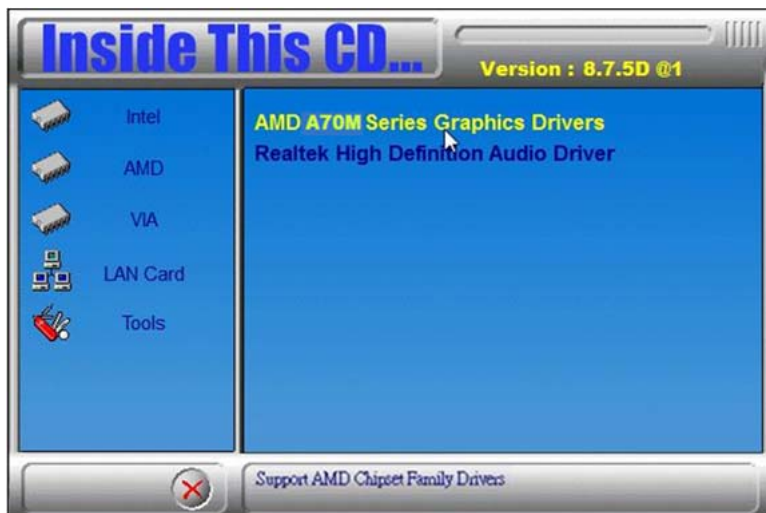 Inside This CD...
Version : 8.7.5D @1
Intel
AMD
VIA
LAN Card
Tools
AMD A70M Series Graphics Drivers
Realtek High Definition Audio Driver
Support AMD Chipset Family Drivers